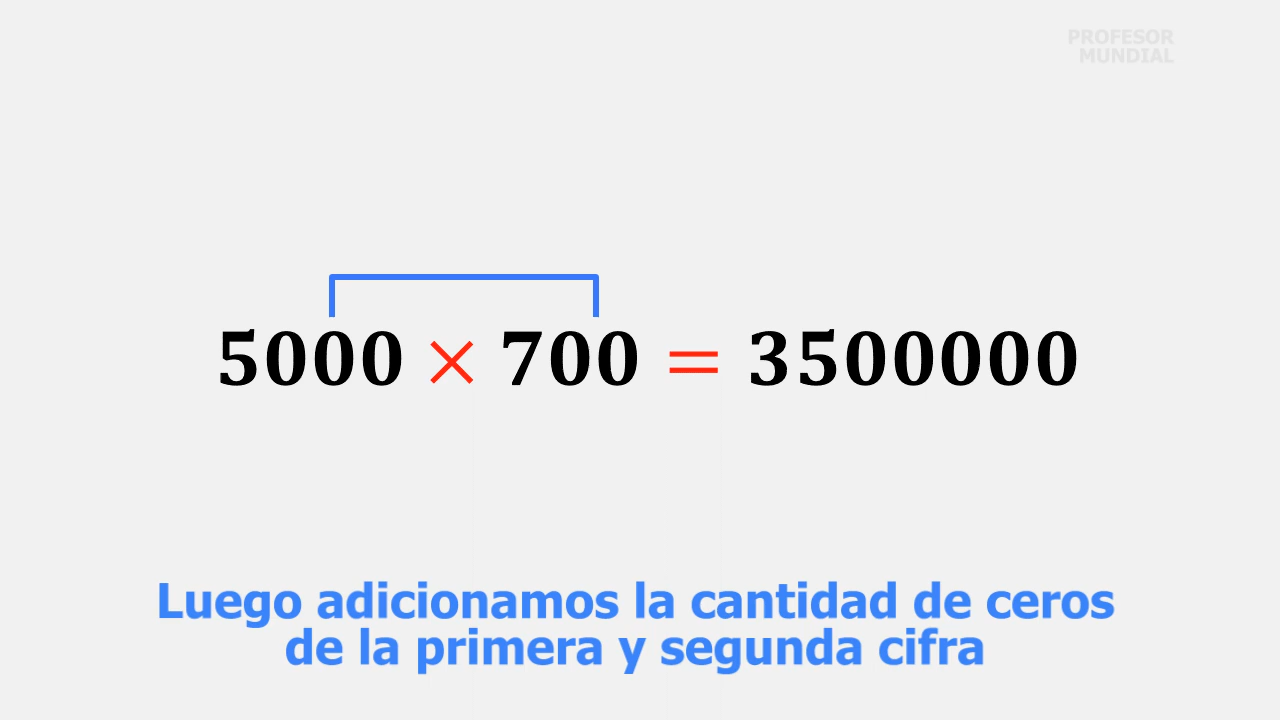 PROFESOR
MUNDIAL
5000 × 700 = 3500000
Luego adicionamos la cantidad de ceros
de la primera y segunda cifra